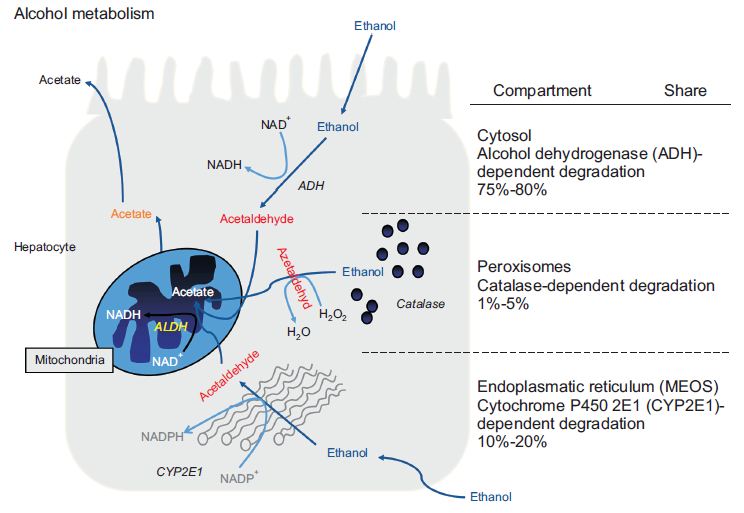 Alcohol metabolism
Ethanol
Compartment Share
Acetate
NAD+
Ethanol
NADH
ADH
Cytosol
Alcohol dehydrogenase (ADH)-
dependent degradation
75%-80%
Acetate
Acetaldehyde
Hepatocyte
Azetaldehyd
Ethanol
Catalase
H2O2
H2O
Peroxisomes
Catalase-dependent degradation
1%-5%
Acetate
NADH
ALDH
NAD+
Mitochondria
Acetaldehyde
Endoplasmatic reticulum (MEOS)
Cytochrome P450 2E1 (CYP2E1)-
dependent degradation
10%-20%
NADPH
CYP2E1
NADP+
Ethanol
Ethanol